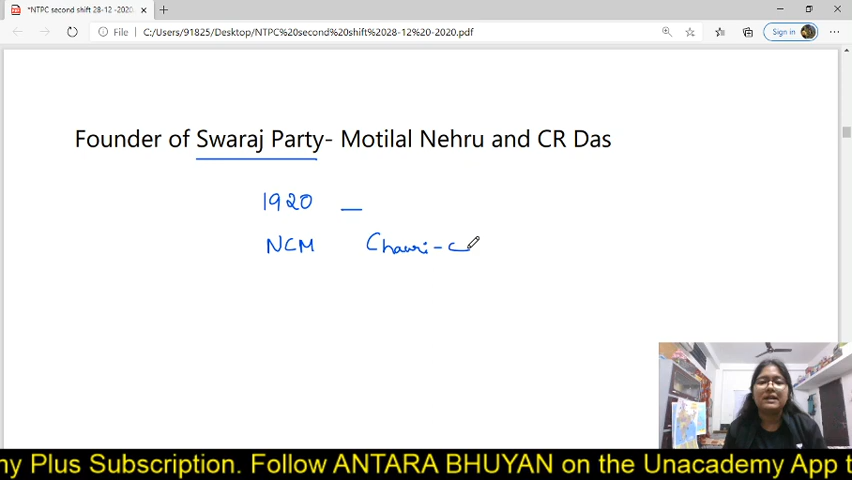 *NTPC second shift 28-12 -2020.
File
C:/Users/91825/Desktop/NTPC%20second%20shift%2028-12%20-2020.pdf
Sign in
Founder of Swaraj Party- Motilal Nehru and CR Das
1920 —
NCM Chauri-C
ny Plus Subscription. Follow ANTARA BHUYAN on the Unacademy App t